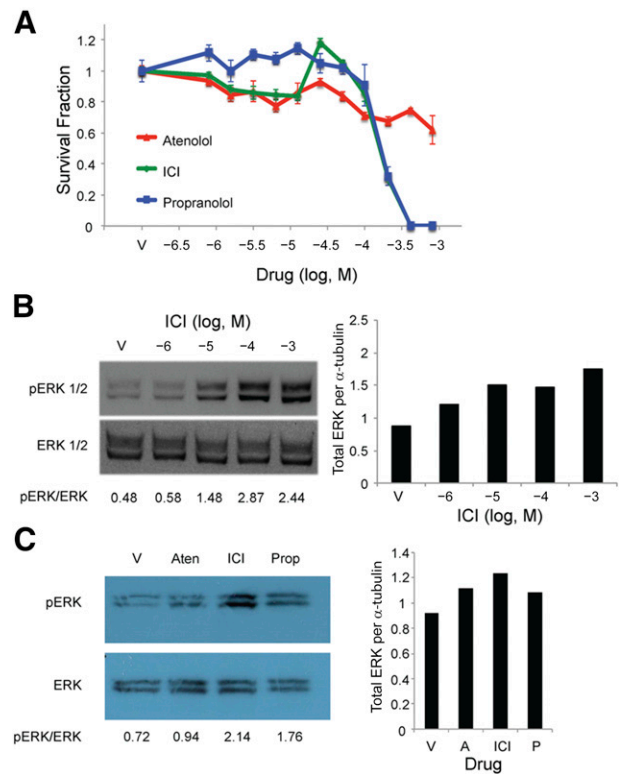 A
Survival Fraction
1.2
1
0.8
0.6
0.4
0.2
0
Atenolol
ICI
Propranolol
V −6.5 −6 −5.5 −5 −4.5 −4 −3.5 −3
Drug (log, M)
B
ICI (log, M)
V −6 −5 −4 −3
pERK 1/2
ERK 1/2
pERK/ERK 0.48 0.58 1.48 2.87 2.44
Total ERK per α-tubulin
2.5
2
1.5
1
0.5
0
V −6 −5 −4 −3
ICI (log, M)
C
V Aten ICI Prop
pERK
ERK
pERK/ERK 0.72 0.94 2.14 1.76
Total ERK per α-tubulin
1.4
1.2
1
0.8
0.6
0.4
0.2
0
V A ICI P
Drug